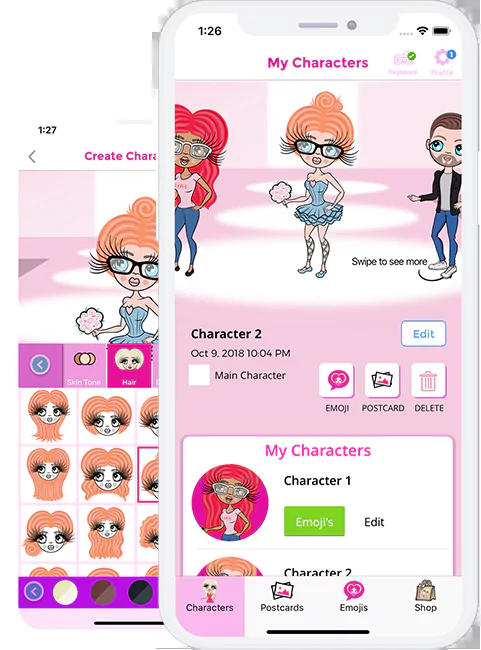 1:26
My Characters
Keyboard
Profile
1
Swipe to see more
Character 2
Edit
Oct 9, 2018 10:04 PM
Main Character
EMOJI
POSTCARD
DELETE
My Characters
Character 1
Emoji's
Edit
Character 2
Characters
Postcards
Emojis
Shop
1:27
Create Chara
Skin Tone
Hair